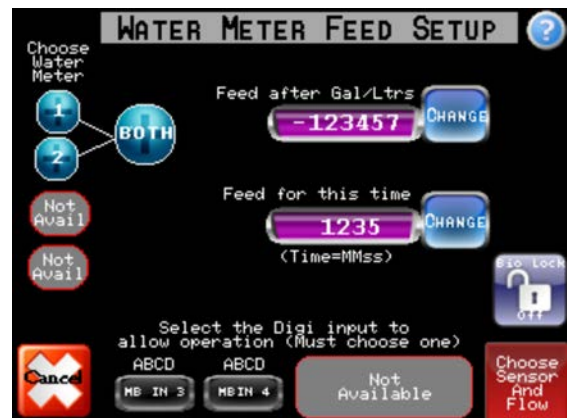 WATER METER FEED SETUP
?
Choose
Water
Meter
1
2
BOTH
Not
Avail
Not
Avail
Feed after Gal/Ltrs
-123457
CHANGE
Feed for this time
1235
CHANGE
(Time=MMss)
Bio Lock
Off
Select the Digi input to
allow operation (Must choose one)
Cancel
ABCD
MB IN 3
ABCD
MBIN 4
Not
Available
Choose
Sensor
And
Flow